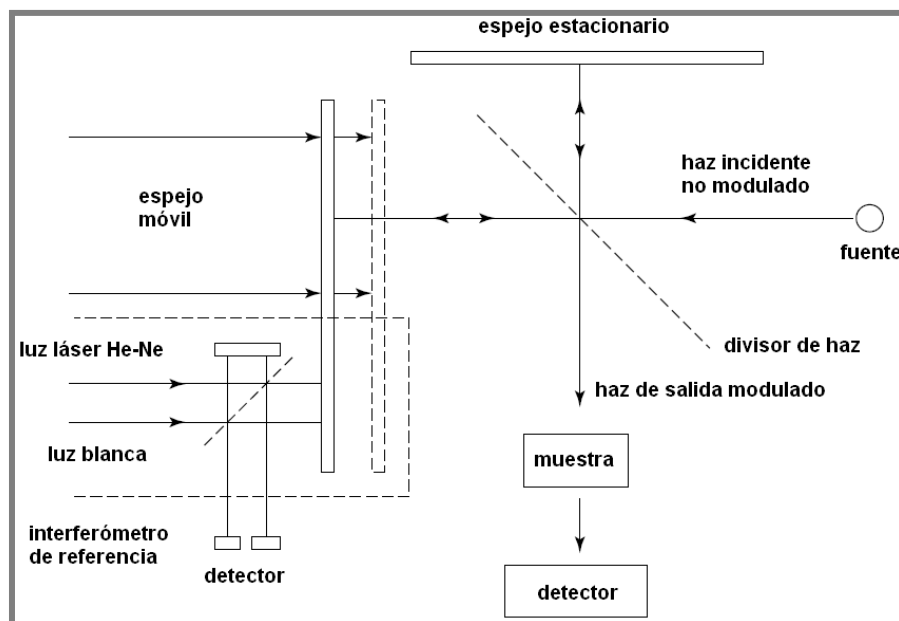 espejo estacionario
haz incidente
no modulado
espejo
móvil
fuente
luz láser He-Ne
divisor de haz
haz de salida modulado
luz blanca
muestra
interferómetro
de referencia
detector
detector